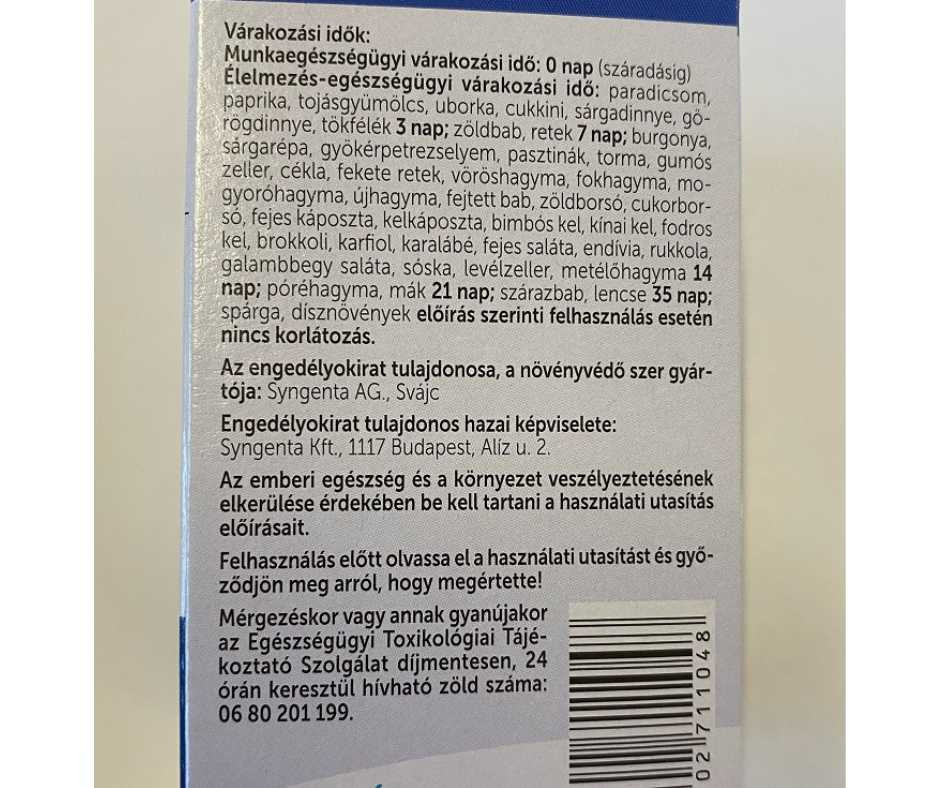 Várakozási idők:
Munkaegészségügyi várakozási idő: 0 nap (száradásig)
Élelmezés-egészségügyi várakozási idő: paradicsom,
paprika, tojásgyümölcs, uborka, cukkini, sárgadinnye, gö-
rögdinnye, tökfélék 3 nap; zöldbab, retek 7 nap; burgonya,
sárgarépa, gyökérpetrezselyem, pasztinák, torma, gumós
zeller, cékla, fekete retek, vöröshagyma, fokhagyma, mo-
gyoróhagyma, újhagyma, fejtett bab, zöldborsó, cukorbor-
só, fejes káposzta, kelkáposzta, bimbós kel, kínai kel, fodros
kel, brokkoli, karfiol, karalábé, fejes saláta, endívia, rukkola,
galambbegy saláta, sóska, levélzeller, metélőhagyma 14
nap; póréhagyma, mák 21 nap; szárazbab, lencse 35 nap;
spárga, dísznövények előírás szerinti felhasználás esetén
nincs korlátozás.
Az engedélyokirat tulajdonosa, a növényvédő szer gyár-
tója: Syngenta AG., Svájc
Engedélyokirat tulajdonos hazai képviselete:
Syngenta Kft., 1117 Budapest, Alíz u. 2.
Az emberi egészség és a környezet veszélyeztetésének
elkerülése érdekében be kell tartani a használati utasítás
előírásait.
Felhasználás előtt olvassa el a használati utasítást és győ-
ződjön meg arról, hogy megértette!
Mérgezéskor vagy annak gyanújakor
az Egészségügyi Toxikológiai Tájé-
koztató Szolgálat díjmentesen, 24
órán keresztül hívható zöld száma:
06 80 201 199.
02711048